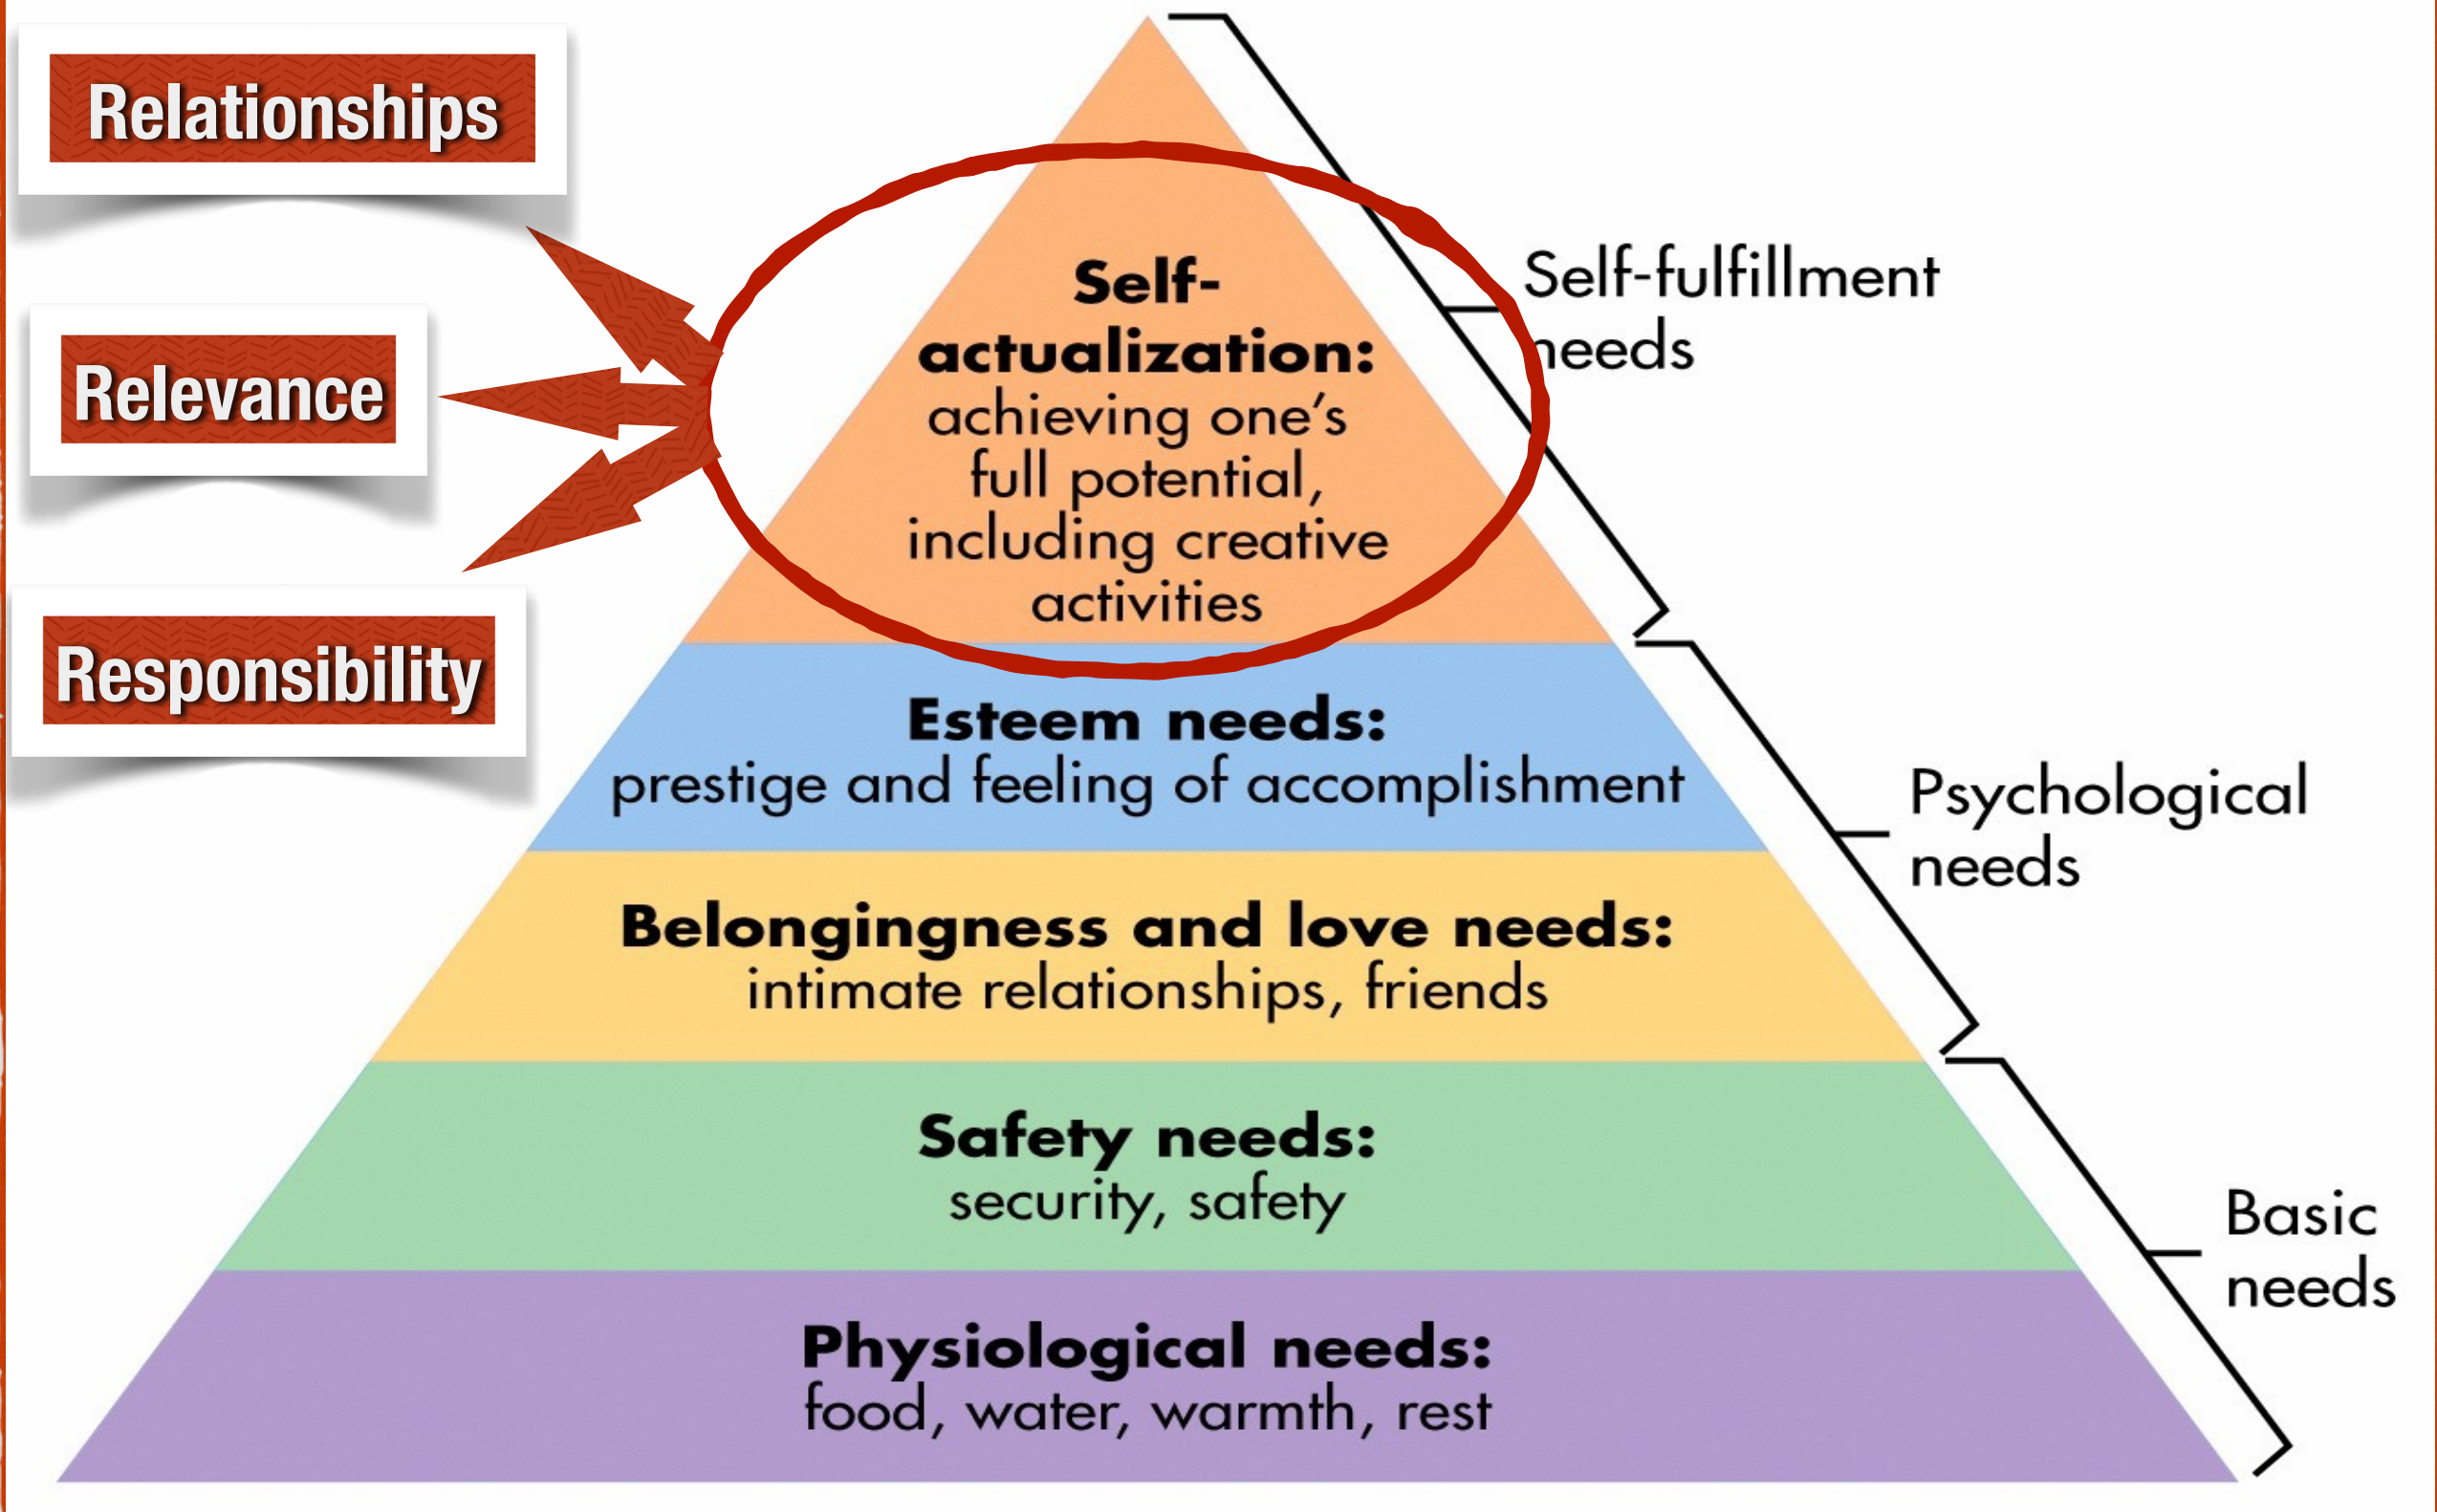 Relationships
Relevance
Responsibility
Self-
actualization:
achieving one’s
full potential,
including creative
activities
Esteem needs:
prestige and feeling of accomplishment
Belongingness and love needs:
intimate relationships, friends
Safety needs:
security, safety
Physiological needs:
food, water, warmth, rest
Self-fulfillment
needs
Psychological
needs
Basic
needs